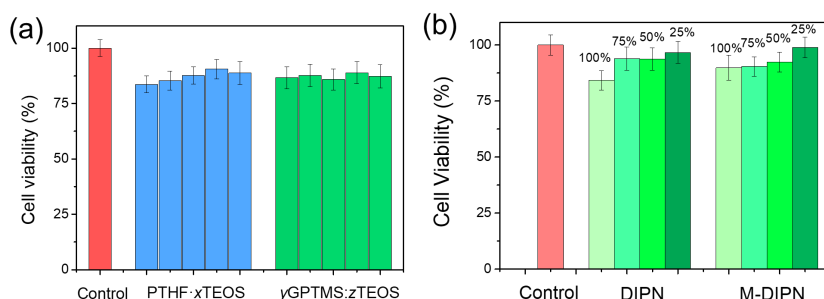 (a)
Cell viability (%)
100
75
50
25
0
Control PTHF·xTEOS yGPTMS:zTEOS
(b)
Cell Viability (%)
100
75
50
25
0
100% 75% 50% 25%
100% 75% 50% 25%
Control DIPN M-DIPN